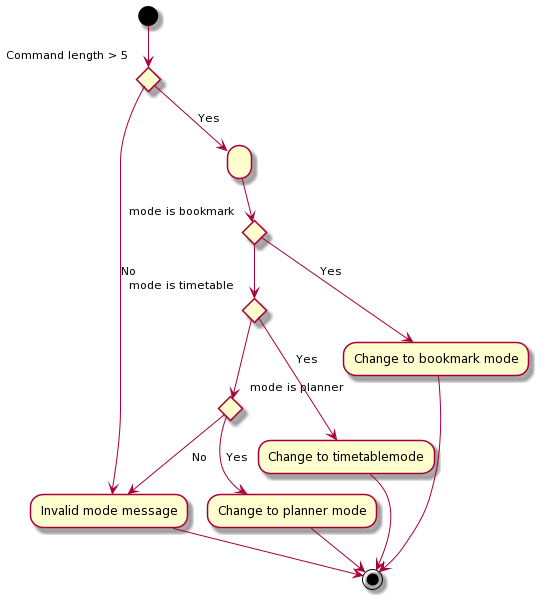 Command length > 5
Yes
mode is bookmark
No
Yes
mode is timetable
Change to bookmark mode
Yes
mode is planner
Change to timetablemode
No
Yes
Invalid mode message
Change to planner mode